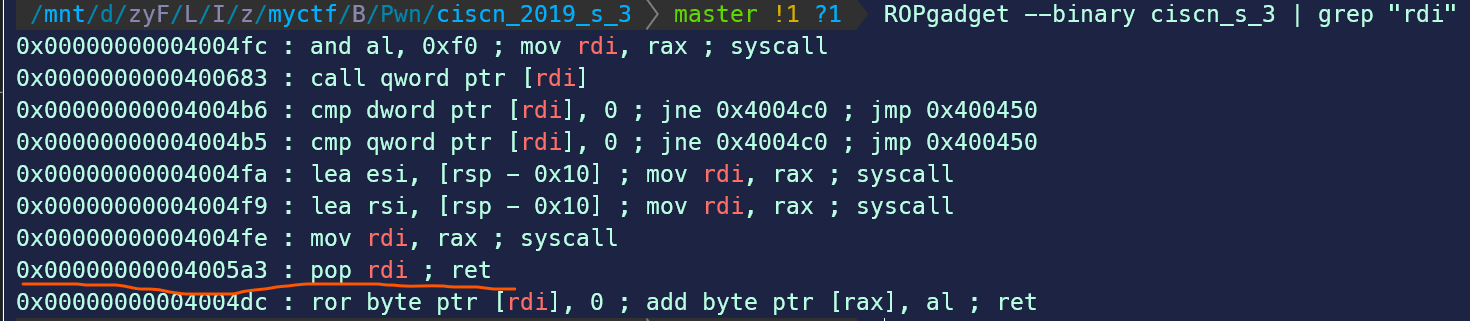 /mnt/d/zyF/L/I/z/myctf/B/Pwn/ciscn_2019_s_3 master !1 ?1 ROPgadget --binary ciscn_s_3 | grep "rdi"
0x00000000004004fc : and al, 0xf0 ; mov rdi, rax ; syscall
0x0000000000400683 : call qword ptr [rdi]
0x00000000004004b6 : cmp dword ptr [rdi], 0 ; jne 0x4004c0 ; jmp 0x400450
0x00000000004004b5 : cmp qword ptr [rdi], 0 ; jne 0x4004c0 ; jmp 0x400450
0x00000000004004fa : lea esi, [rsp - 0x10] ; mov rdi, rax ; syscall
0x00000000004004f9 : lea rsi, [rsp - 0x10] ; mov rdi, rax ; syscall
0x00000000004004fe : mov rdi, rax ; syscall
0x00000000004005a3 : pop rdi ; ret
0x00000000004004dc : ror byte ptr [rdi], 0 ; add byte ptr [rax], al ; ret